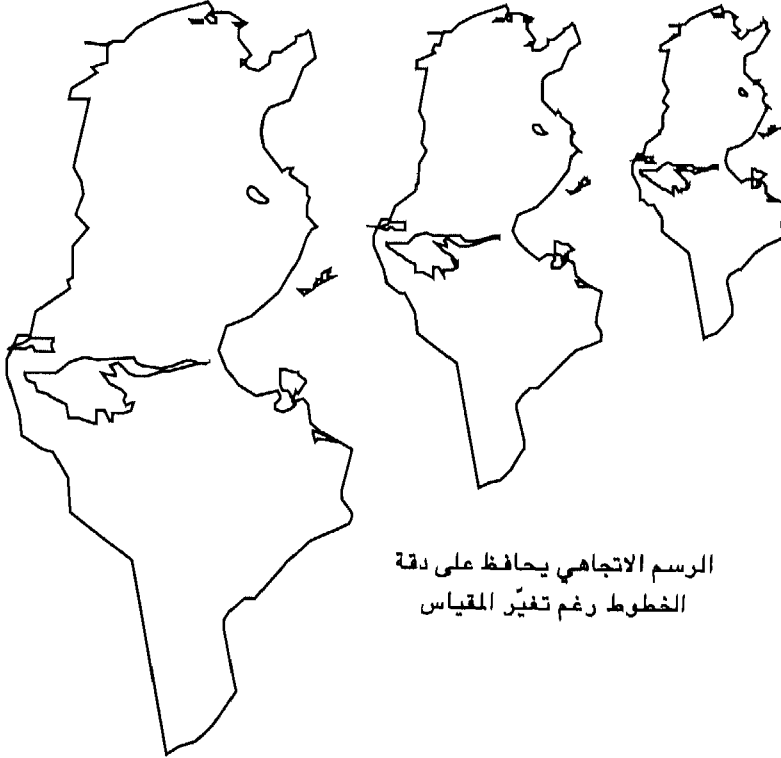 الرسم الاتجاهي يحافظ على دقة
الخطوط رغم تغيّر المقياس